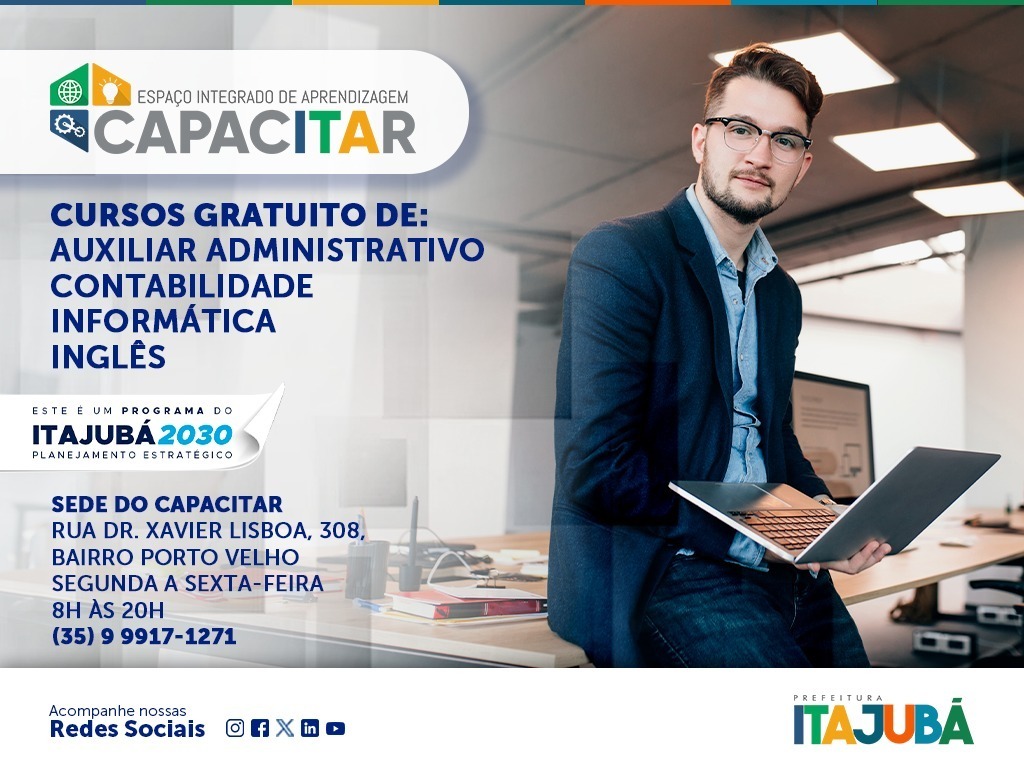 ESPAÇO INTEGRADO DE APRENDIZAGEM
CAPACITAR
CURSOS GRATUITO DE:
AUXILIAR ADMINISTRATIVO
CONTABILIDADE
INFORMÁTICA
INGLÊS
ESTE É UM PROGRAMA DO
ITAJUBÁ2030
PLANEJAMENTO ESTRATÉGICO
SEDE DO CAPACITAR
RUA DR. XAVIER LISBOA, 308,
BAIRRO PORTO VELHO
SEGUNDA A SEXTA-FEIRA
8H ÀS 20H
(35) 9 9917-1271
Acompanhe nossas
Redes Sociais
PREFEITURA
ITAJUBÁ